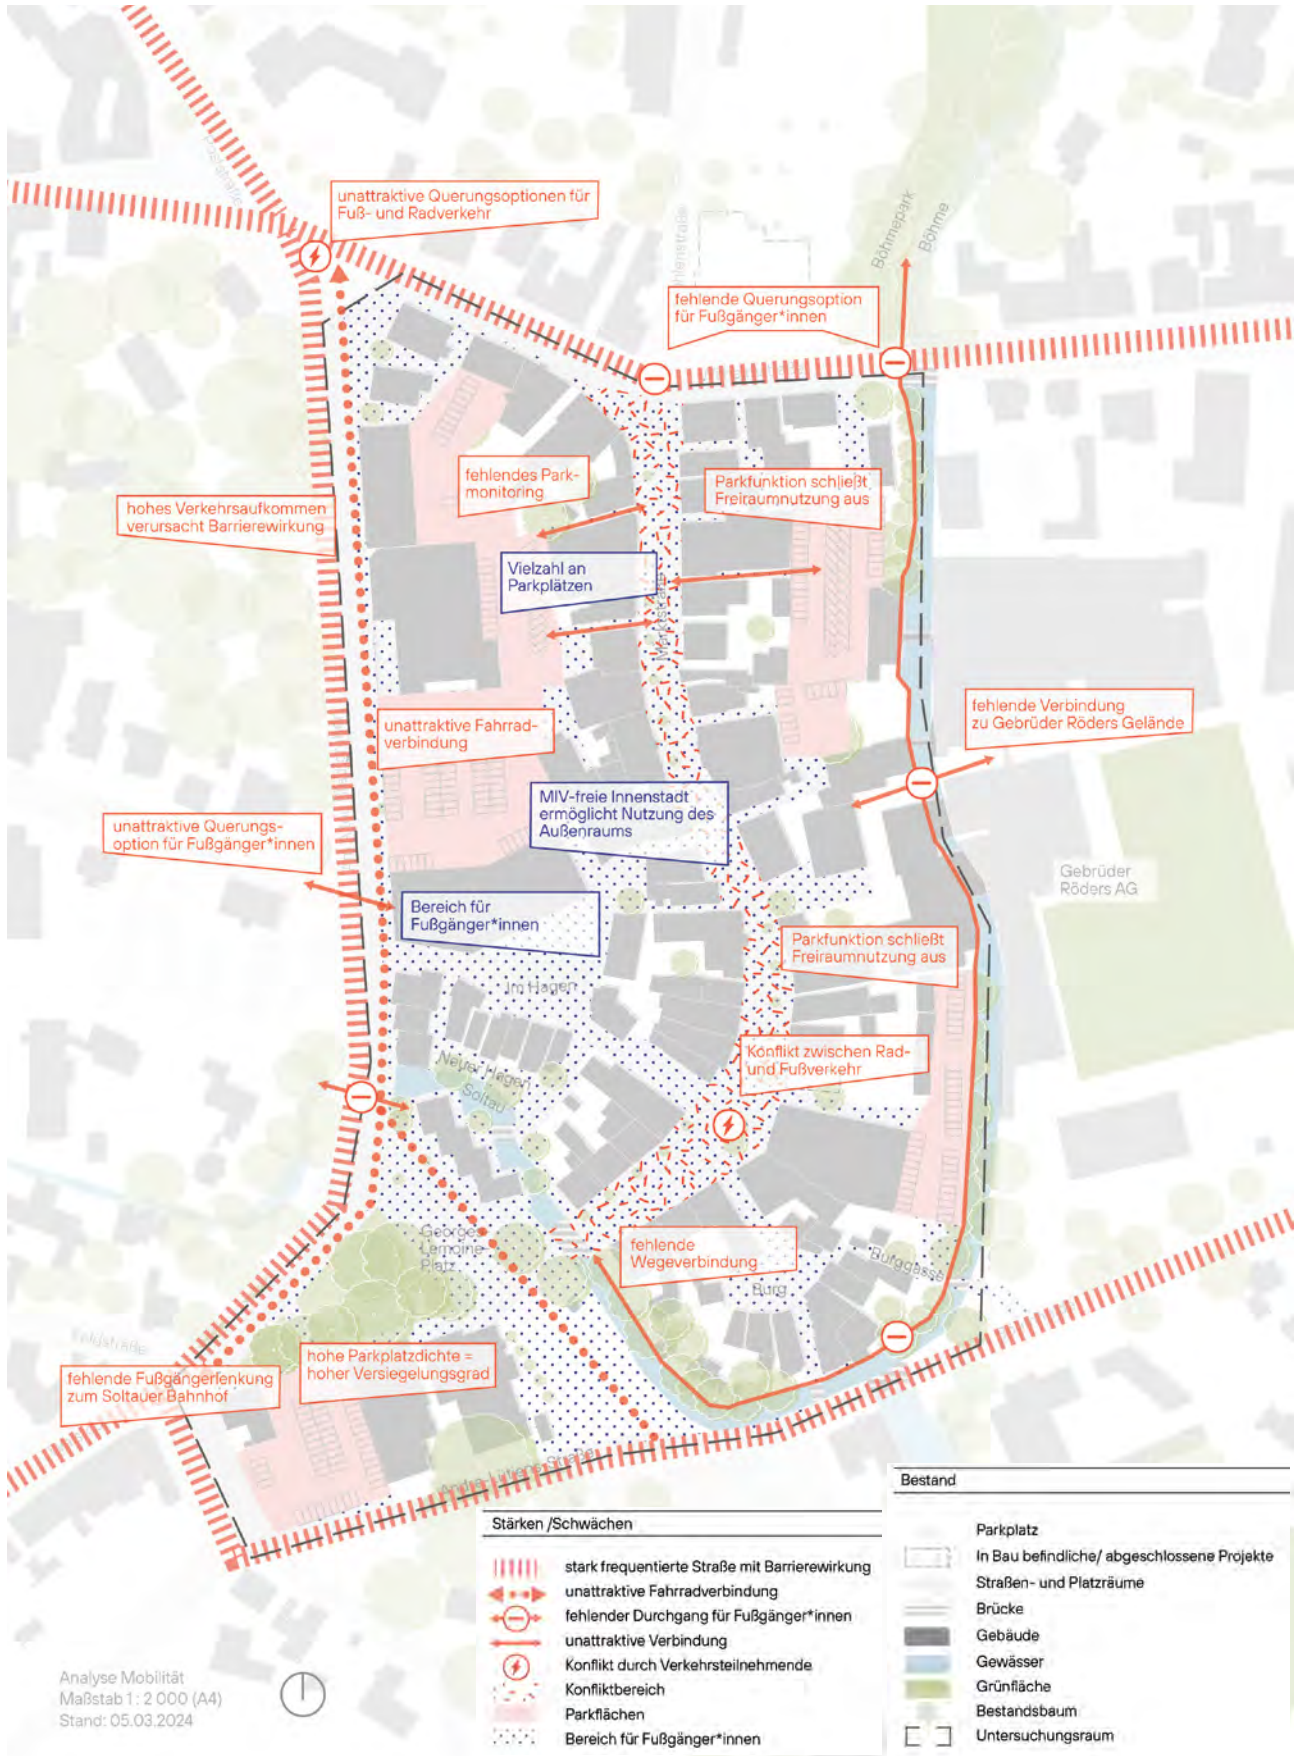 Poststraße
unattraktive Querungsoptionen für
Fuß- und Radverkehr
Böhmepark
Böhme
fehlende Querungsoption
für Fußgänger*innen
fehlendes Park-
monitoring
Parkfunktion schließt
Freiraumnutzung aus
hohes Verkehrsaufkommen
verursacht Barrierewirkung
Vielzahl an
Parkplätzen
Marktstraße
fehlende Verbindung
zu Gebrüder Röders Gelände
unattraktive Fahrrad-
verbindung
MIV-freie Innenstadt
ermöglicht Nutzung des
Außenraums
unattraktive Querungs-
option für Fußgänger*innen
Gebrüder
Röders AG
Bereich für
Fußgänger*innen
Parkfunktion schließt
Freiraumnutzung aus
Im Hagen
Konflikt zwischen Rad-
und Fußverkehr
Neuer Hagen
Soltau
Georges-
Lemoine-
Platz
fehlende
Wegeverbindung
Burggasse
Burg
Feldstraße
hohe Parkplatzdichte =
hoher Versiegelungsgrad
fehlende Fußgängerlenkung
zum Soltauer Bahnhof
Stärken /Schwächen
stark frequentierte Straße mit Barrierewirkung
unattraktive Fahrradverbindung
fehlender Durchgang für Fußgänger*innen
unattraktive Verbindung
Konflikt durch Verkehrsteilnehmende
Konfliktbereich
Parkflächen
Bereich für Fußgänger*innen
Bestand
Parkplatz
In Bau befindliche/ abgeschlossene Projekte
Straßen- und Platzräume
Brücke
Gebäude
Gewässer
Grünfläche
Bestandsbaum
Untersuchungsraum
Analyse Mobilität
Maßstab 1 : 2 000 (A4)
Stand: 05.03.2024